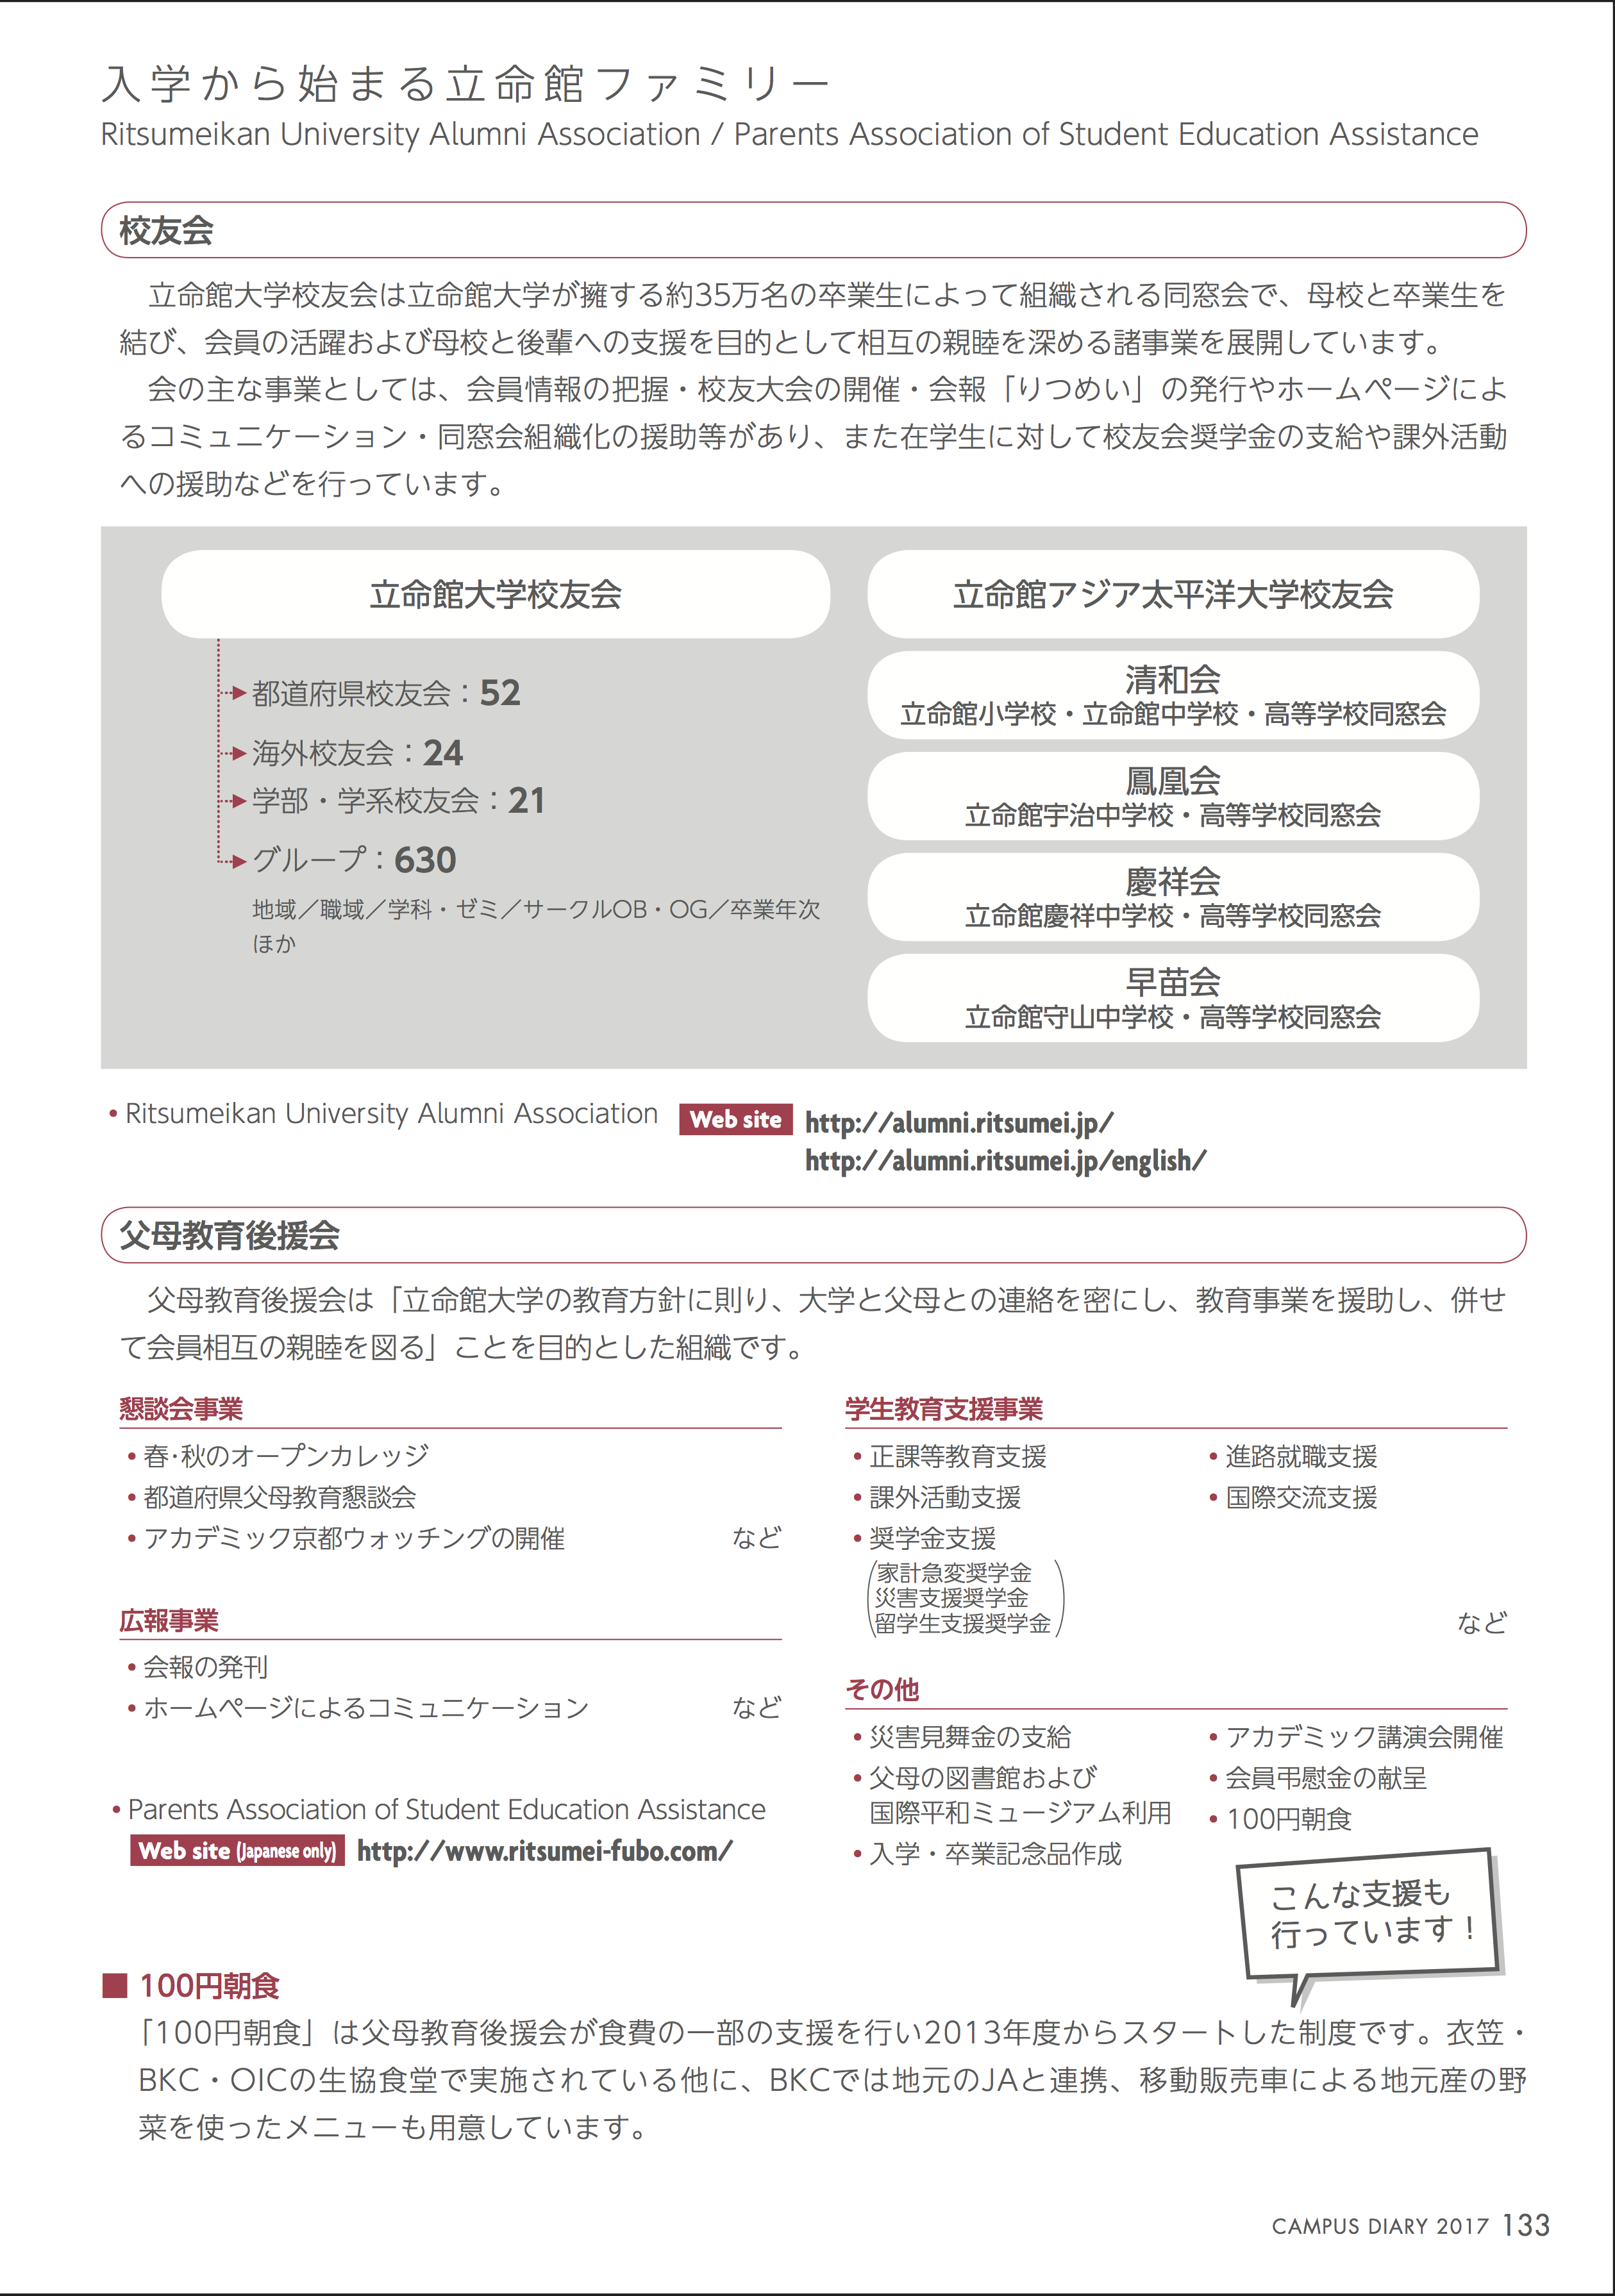 入学から始まる立命館ファミリー
Ritsumeikan University Alumni Association / Parents Association of Student Education Assistance
校友会
立命館大学校友会は立命館大学が擁する約35万名の卒業生によって組織される同窓会で、母校と卒業生を
結び、会員の活躍および母校と後輩への支援を目的として相互の親睦を深める諸事業を展開しています。
会の主な事業としては、会員情報の把握・校友大会の開催・会報「りつめい」の発行やホームページによ
るコミュニケーション・同窓会組織化の援助等があり、また在学生に対して校友会奨学金の支給や課外活動
への援助などを行っています。
立命館大学校友会
都道府県校友会：52
海外校友会：24
学部・学系校友会：21
グループ：630
地域／職域／学科・ゼミ／サークルOB・OG／卒業年次
ほか
立命館アジア太平洋大学校友会
清和会
立命館小学校・立命館中学校・高等学校同窓会
鳳凰会
立命館宇治中学校・高等学校同窓会
慶祥会
立命館慶祥中学校・高等学校同窓会
早苗会
立命館守山中学校・高等学校同窓会
• Ritsumeikan University Alumni Association Web site http://alumni.ritsumei.jp/
http://alumni.ritsumei.jp/english/
父母教育後援会
父母教育後援会は「立命館大学の教育方針に則り、大学と父母との連絡を密にし、教育事業を援助し、併せ
て会員相互の親睦を図る」ことを目的とした組織です。
懇談会事業
• 春・秋のオープンカレッジ
• 都道府県父母教育懇談会
• アカデミック京都ウォッチングの開催 など
広報事業
• 会報の発刊
• ホームページによるコミュニケーション など
• Parents Association of Student Education Assistance
Web site (Japanese only) http://www.ritsumei-fubo.com/
学生教育支援事業
• 正課等教育支援
• 課外活動支援
• 奨学金支援
(家計急変奨学金
災害支援奨学金
留学生支援奨学金)
• 進路就職支援
• 国際交流支援
など
その他
• 災害見舞金の支給
• 父母の図書館および
国際平和ミュージアム利用
• 入学・卒業記念品作成
• アカデミック講演会開催
• 会員弔慰金の献呈
• 100円朝食
こんな支援も
行っています！
■ 100円朝食
「100円朝食」は父母教育後援会が食費の一部の支援を行い2013年度からスタートした制度です。衣笠・
BKC・OICの生協食堂で実施されている他に、BKCでは地元のJAと連携、移動販売車による地元産の野
菜を使ったメニューも用意しています。
CAMPUS DIARY 2017 133